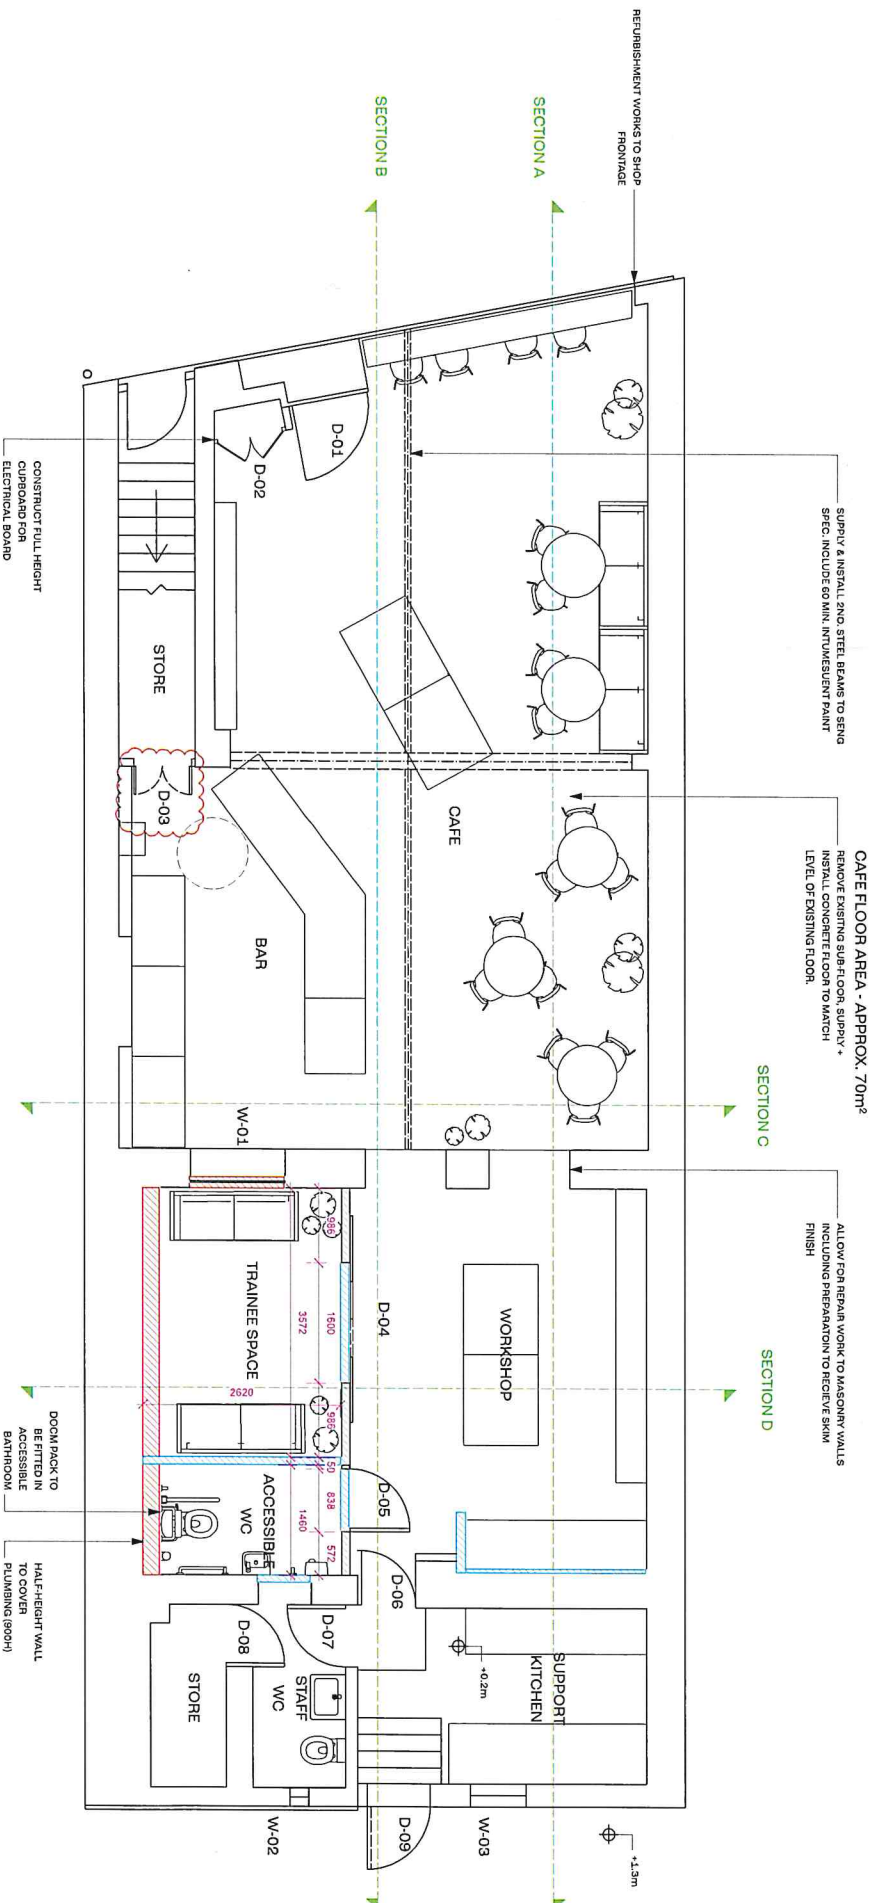 CAFE FLOOR AREA - APPROX. 70m²
REFURBISHMENT WORKS TO SHOP
FRONTAGE
SUPPLY & INSTALL 2NO. STEEL BEAMS TO SENG
SPEC. INCLUDE 60 MIN. INTUMESUENT PAINT
REMOVE EXISITNG SUB-FLOOR, SUPPLY +
INSTALL CONCRETE FLOOR TO MATCH
LEVEL OF EXISTING FLOOR.
ALLOW FOR REPAIR WORK TO MASONRY WALLS
INCLUDING PREPARATOIN TO RECIEVE SKIM
FINISH
SECTION A
SECTION B
SECTION C
SECTION D
+1.3m
W-03
SUPPORT
KITCHEN
+0.2m
WORKSHOP
CAFE
D-09
D-06
D-05
D-04
D-01
986
1600
986
50
838
572
3572
1460
2620
TRAINEE SPACE
ACCESSIBLE
WC
D-07
STAFF
WC
W-02
D-08
STORE
W-01
BAR
D-02
D-03
STORE
CONSTRUCT FULL HEIGHT
CUPBOARD FOR
ELECTRICAL BOARD
DOCM PACK TO
BE FITTED IN
ACCESSIBLE
BATHROOM
HALF-HEIGHT WALL
TO COVER
PLUMBING (900H)